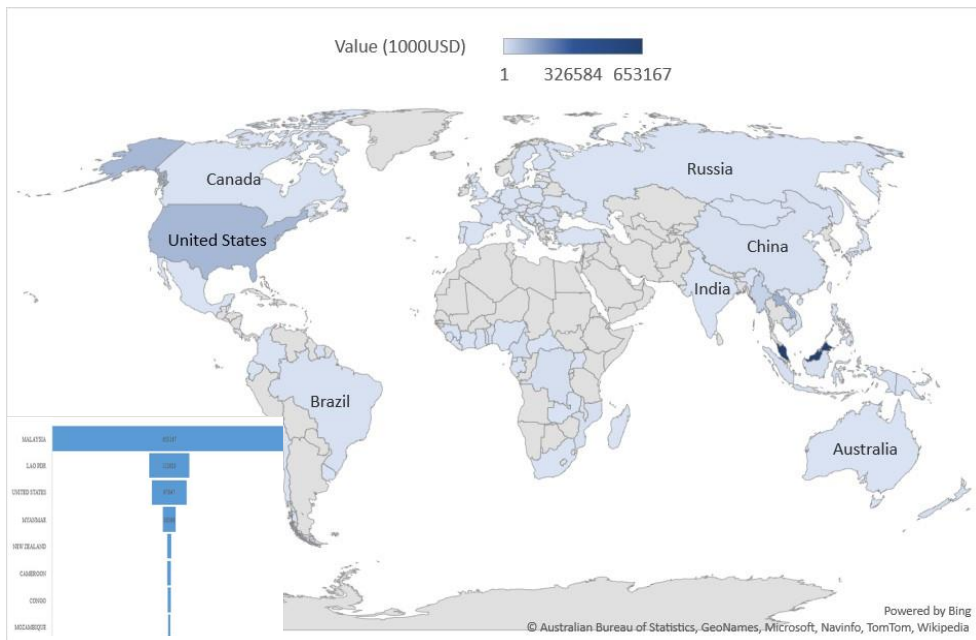 Value (1000USD)
1 326584 653167
Canada
Russia
United States
China
India
Brazil
Australia
MALAYSIA
LAO PDR
UNITED STATES
MYANMAR
NEW ZEALAND
CAMEROON
CONGO
MOZAMBIQUE
Powered by Bing
© Australian Bureau of Statistics, GeoNames, Microsoft, Navinfo, TomTom, Wikipedia